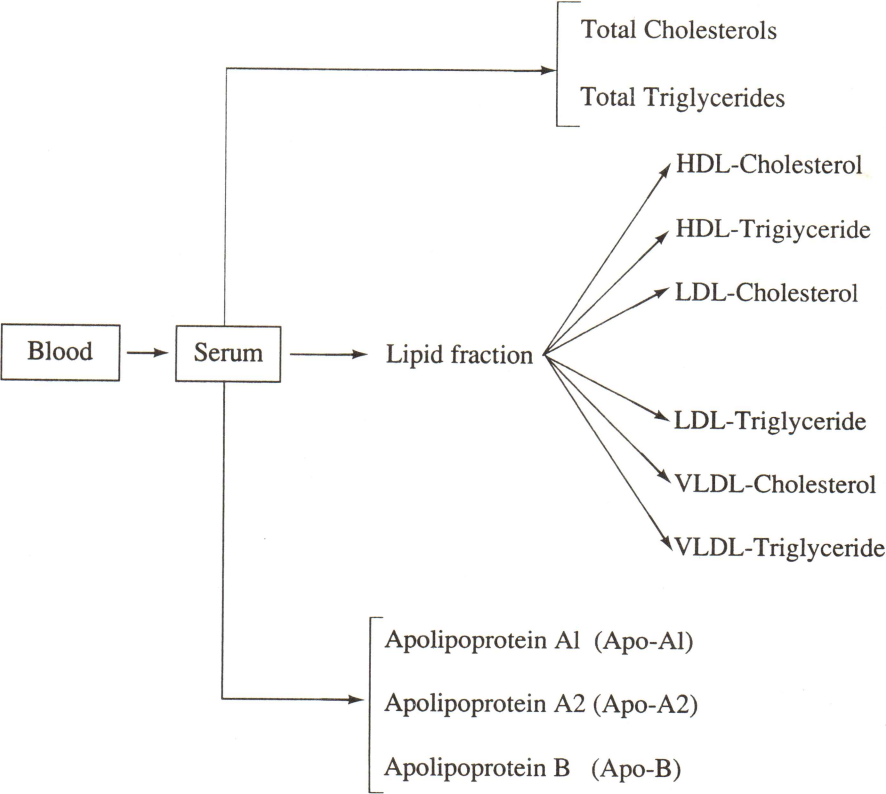 Total Cholesterols
Total Triglycerides
HDL-Cholesterol
HDL-Trigiyceride
LDL-Cholesterol
Blood
Serum
Lipid fraction
LDL-Triglyceride
VLDL-Cholesterol
VLDL-Triglyceride
Apolipoprotein Al (Apo-Al)
Apolipoprotein A2 (Apo-A2)
Apolipoprotein B (Apo-B)